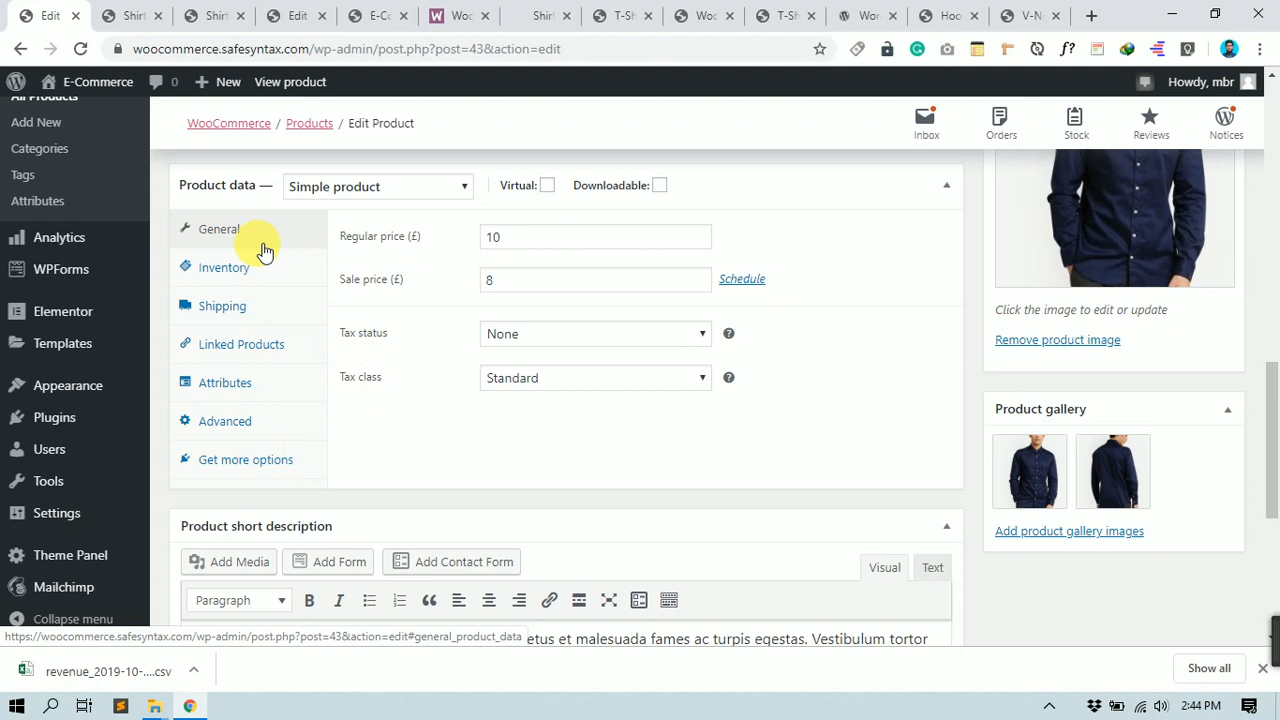 Edit
Shirt
Shirt
Edit
E-Co
Woo
Shirt
T-Sh
Woo
T-Sh
Wor
Hoo
V-Ne
woocommerce.safesyntax.com/wp-admin/post.php?post=43&action=edit
E-Commerce
0
New
View product
Howdy, mbr
All Products
Add New
Categories
Tags
Attributes
Analytics
WPForms
Elementor
Templates
Appearance
Plugins
Users
Tools
Settings
Theme Panel
Mailchimp
Collapse menu
WooCommerce / Products / Edit Product
Inbox
Orders
Stock
Reviews
Notices
Product data — Simple product
Virtual:
Downloadable:
General
Inventory
Shipping
Linked Products
Attributes
Advanced
Get more options
Regular price (£) 10
Sale price (£) 8 Schedule
Tax status None
Tax class Standard
Click the image to edit or update
Remove product image
Product gallery
Add product gallery images
Product short description
Add Media
Add Form
Add Contact Form
Visual
Text
Paragraph
etus et malesuada fames ac turpis egestas. Vestibulum tortor
https://woocommerce.safesyntax.com/wp-admin/post.php?post=43&action=edit#general_product_data
revenue_2019-10-....csv
Show all
2:44 PM